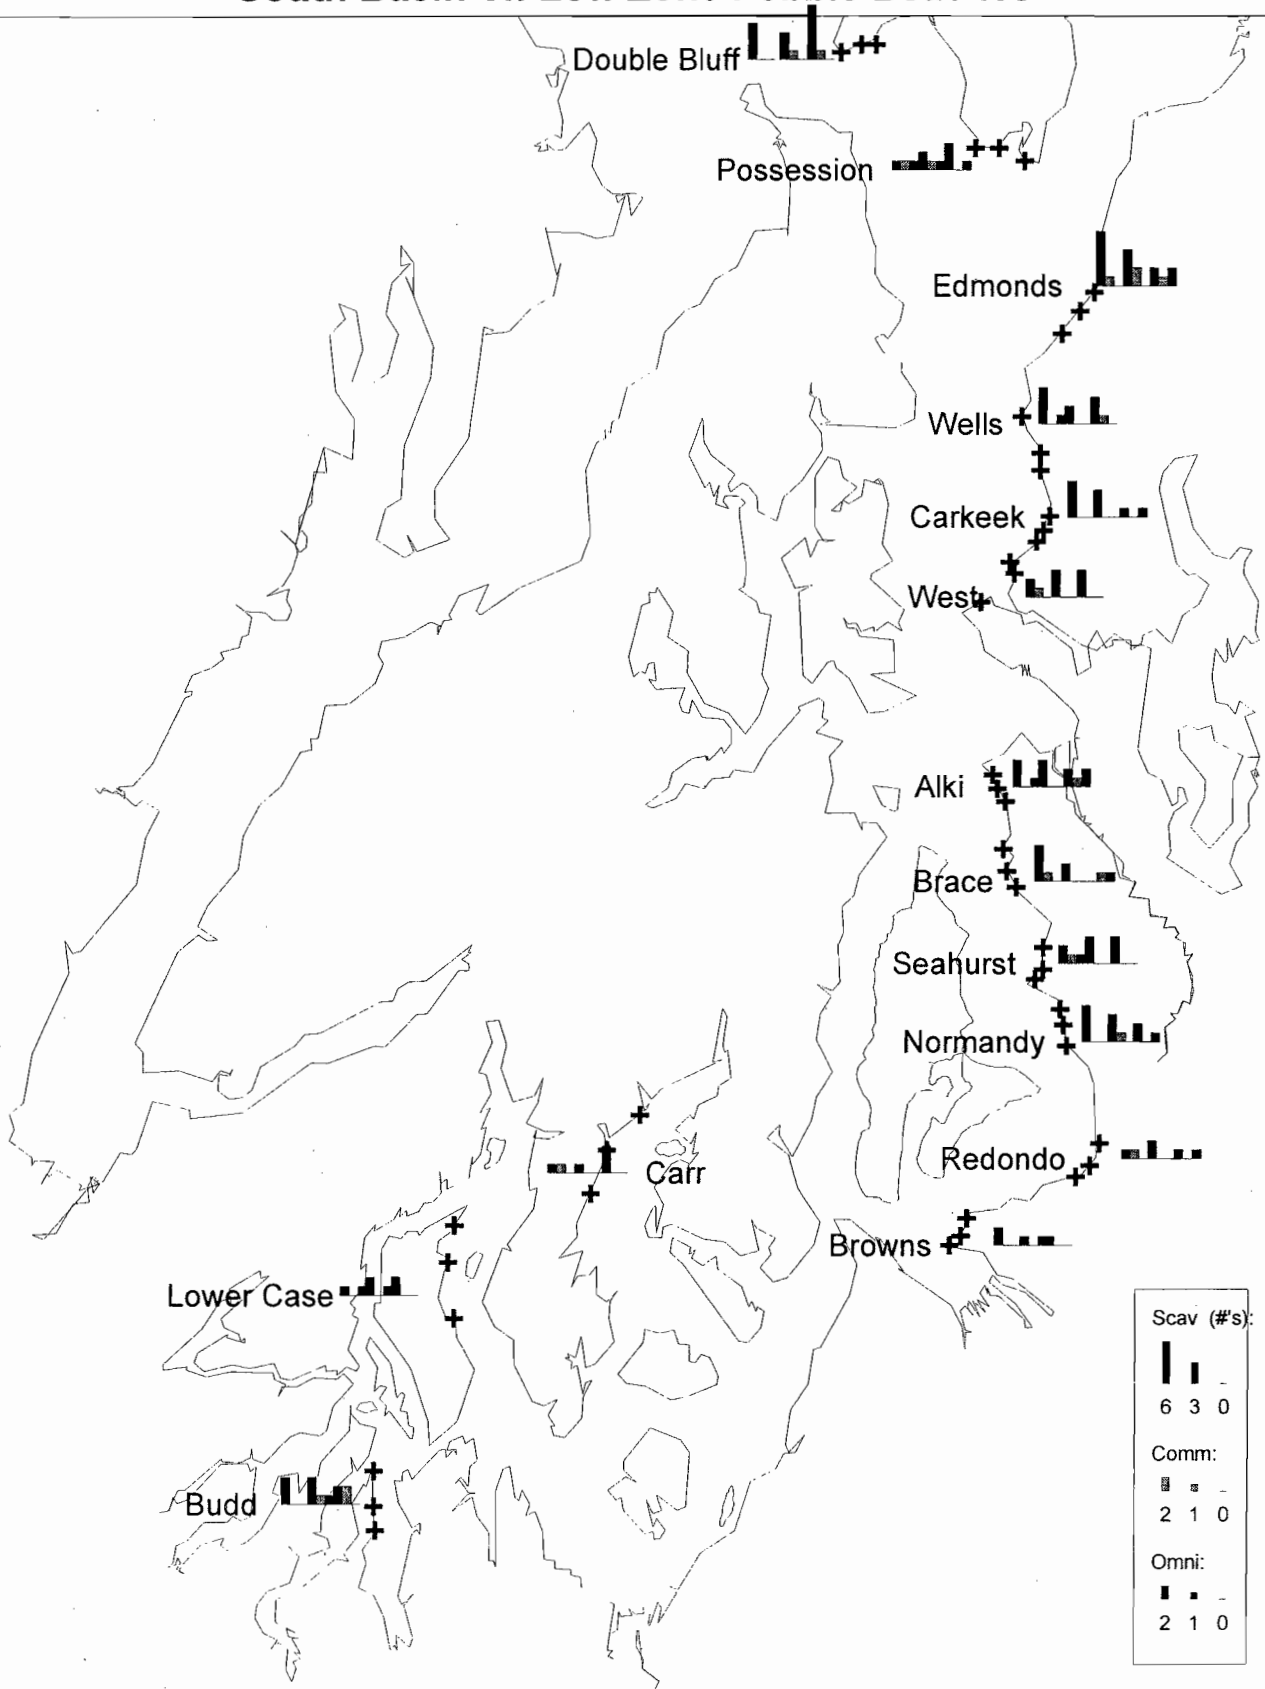 Double Bluff
Possession
Edmonds
Wells
Carkeek
West
Alki
Brace
Seahurst
Normandy
Redondo
Carr
Browns
Lower Case
Budd
Scav (#'s):
6 3 0
Comm:
2 1 0
Omni:
2 1 0